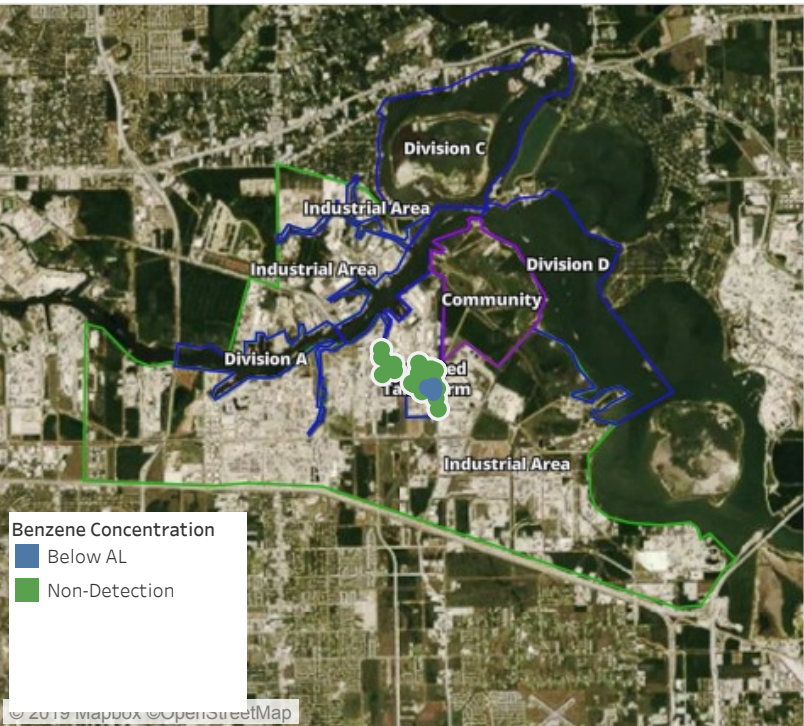 Division C
Industrial Area
Division D
Industrial Area
Community
Division A
Industrial Area
Benzene Concentration
Below AL
Non-Detection
© 2019 Mapbox ©OpenStreetMap